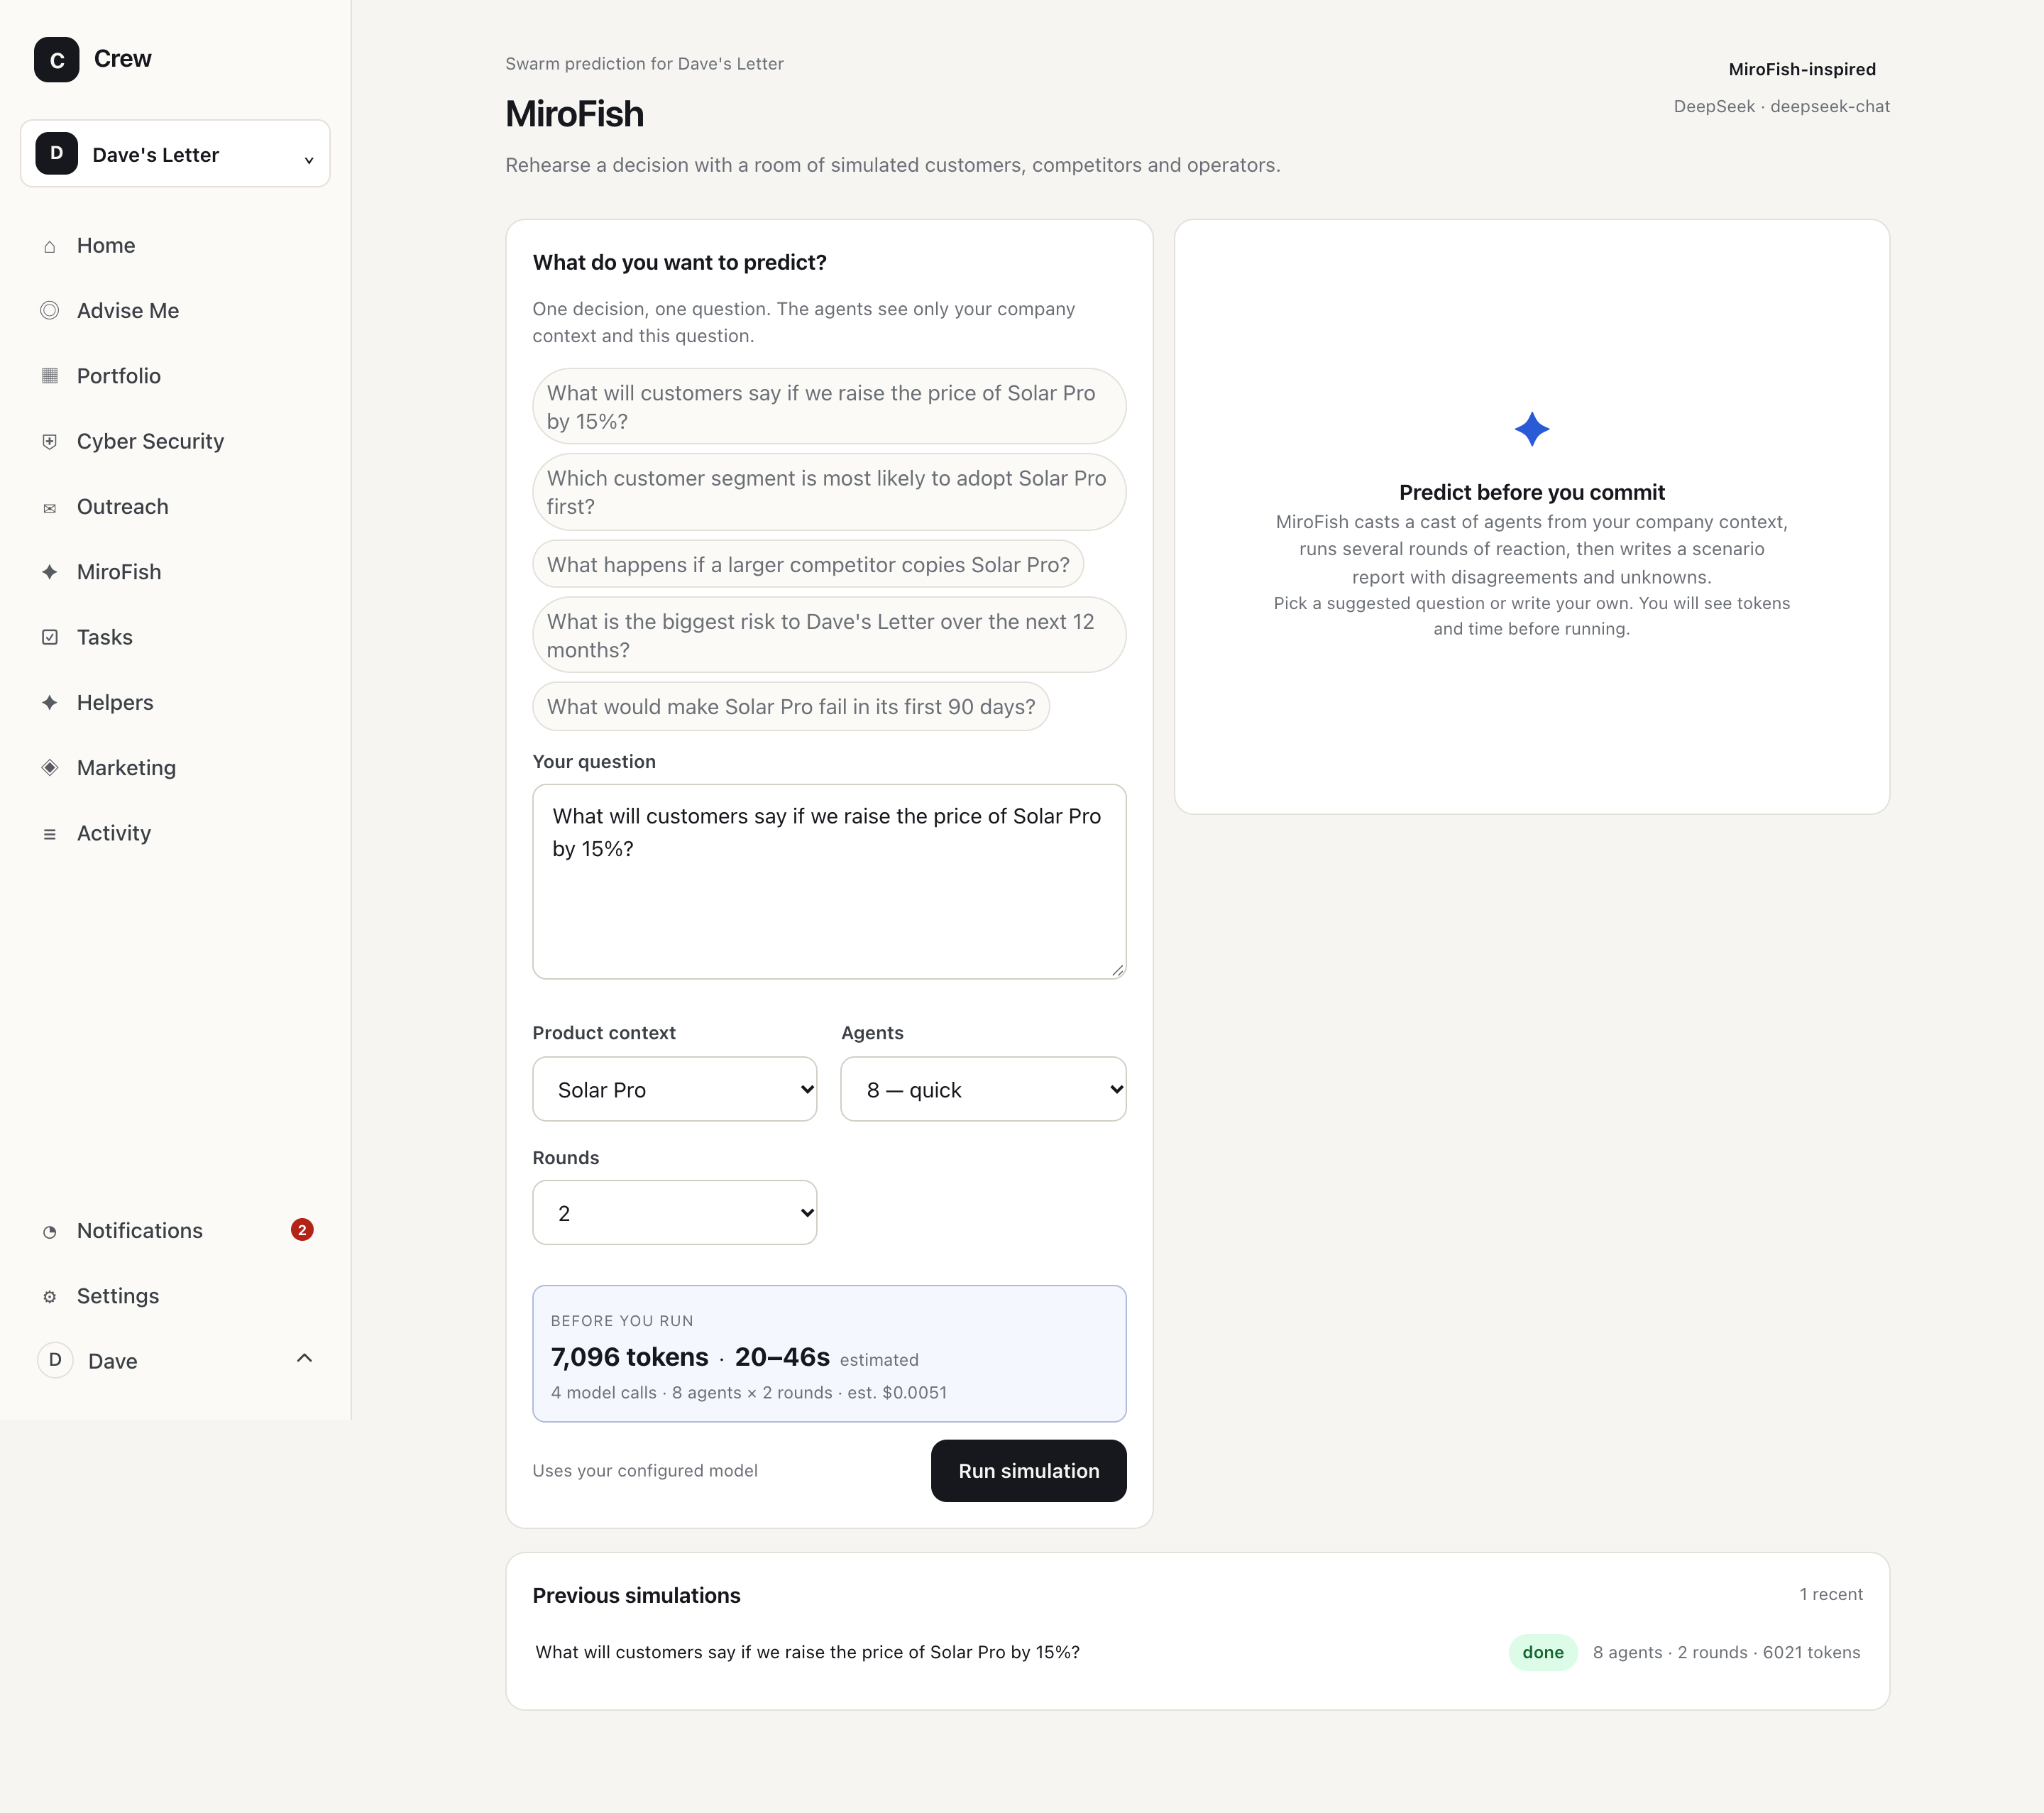 C Crew
D Dave's Letter
Home
Advise Me
Portfolio
Cyber Security
Outreach
MiroFish
Tasks
Helpers
Marketing
Activity
Notifications 2
Settings
D Dave
Swarm prediction for Dave's Letter
MiroFish
Rehearse a decision with a room of simulated customers, competitors and operators.
MiroFish-inspired
DeepSeek · deepseek-chat
What do you want to predict?
One decision, one question. The agents see only your company
context and this question.
What will customers say if we raise the price of Solar Pro
by 15%?
Which customer segment is most likely to adopt Solar Pro
first?
What happens if a larger competitor copies Solar Pro?
What is the biggest risk to Dave's Letter over the next 12
months?
What would make Solar Pro fail in its first 90 days?
Your question
What will customers say if we raise the price of Solar Pro
by 15%?
Product context
Solar Pro
Agents
8 — quick
Rounds
2
BEFORE YOU RUN
7,096 tokens · 20–46s estimated
4 model calls · 8 agents × 2 rounds · est. $0.0051
Uses your configured model
Run simulation
Predict before you commit
MiroFish casts a cast of agents from your company context,
runs several rounds of reaction, then writes a scenario
report with disagreements and unknowns.
Pick a suggested question or write your own. You will see tokens
and time before running.
Previous simulations
1 recent
What will customers say if we raise the price of Solar Pro by 15%?
done
8 agents · 2 rounds · 6021 tokens